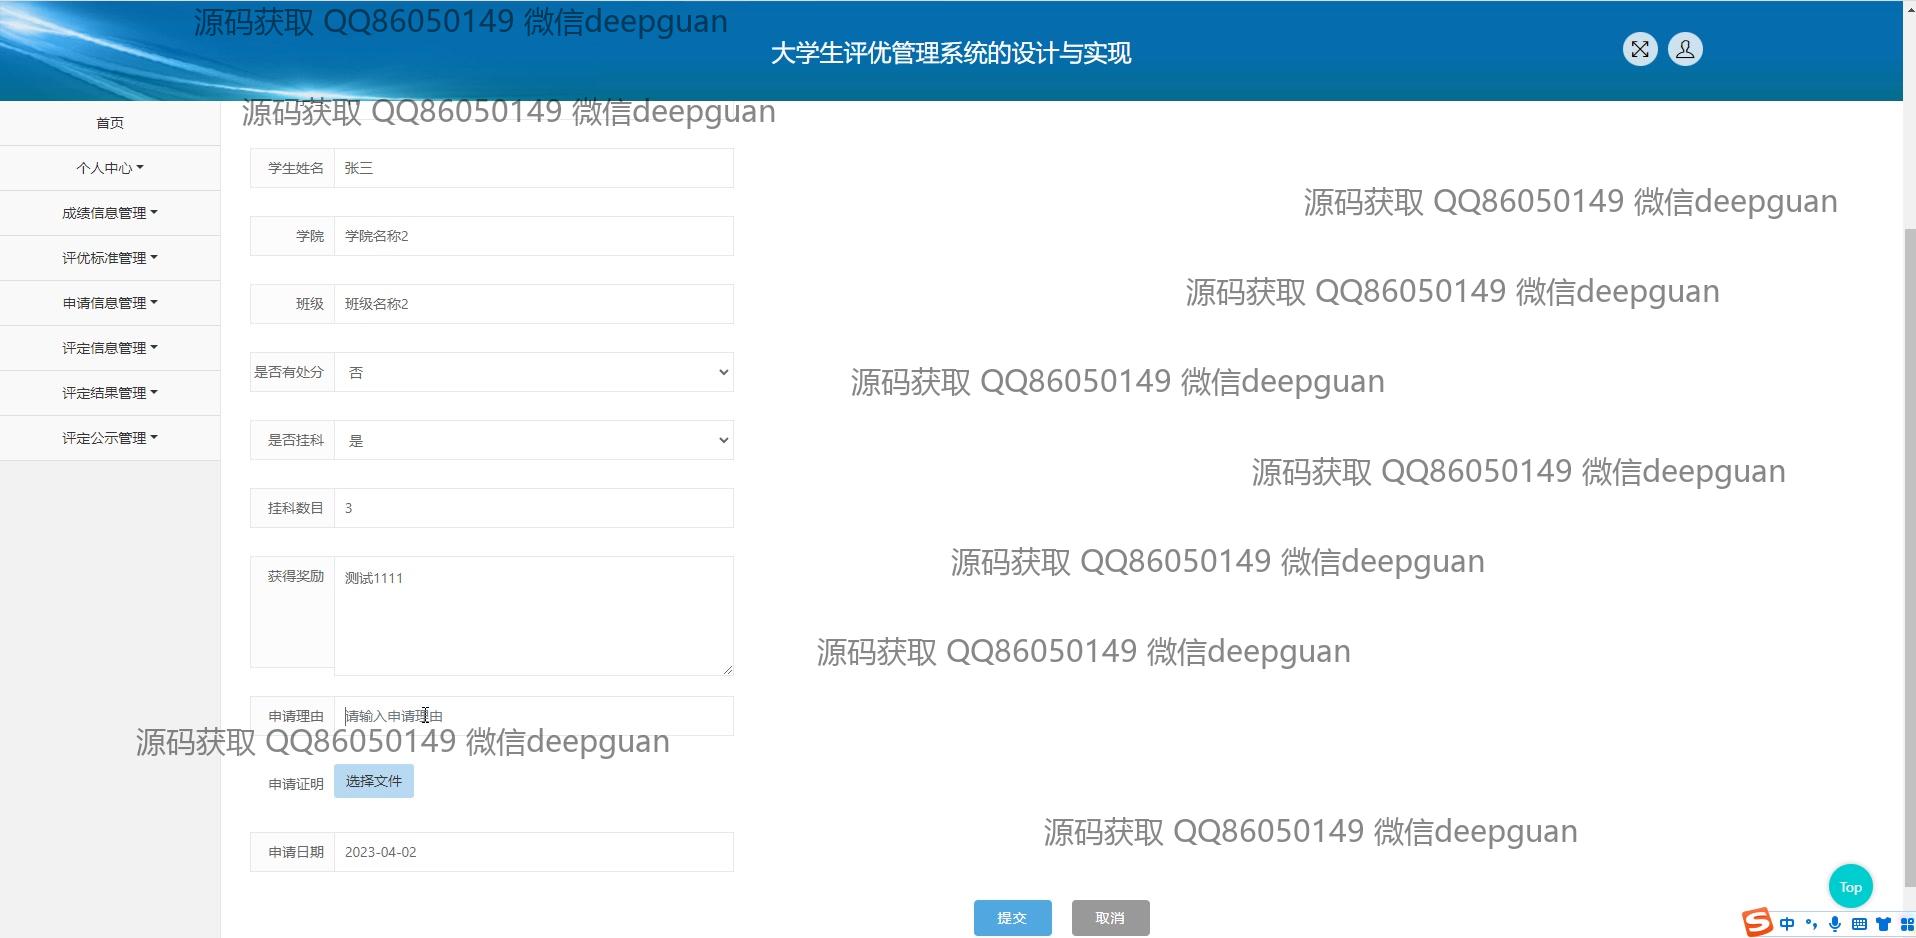 源码获取 QQ86050149 微信deepguan
大学生评优管理系统的设计与实现
源码获取 QQ86050149 微信deepguan
首页
个人中心
成绩信息管理
评优标准管理
申请信息管理
评定信息管理
评定结果管理
评定公示管理
学生姓名 张三
源码获取 QQ86050149 微信deepguan
学院 学院名称2
源码获取 QQ86050149 微信deepguan
班级 班级名称2
是否有处分 否
源码获取 QQ86050149 微信deepguan
是否挂科 是
源码获取 QQ86050149 微信deepguan
挂科数目 3
源码获取 QQ86050149 微信deepguan
获得奖励 测试1111
源码获取 QQ86050149 微信deepguan
申请理由 请输入申请理由
源码获取 QQ86050149 微信deepguan
申请证明 选择文件
源码获取 QQ86050149 微信deepguan
申请日期 2023-04-02
Top
提交 取消
中